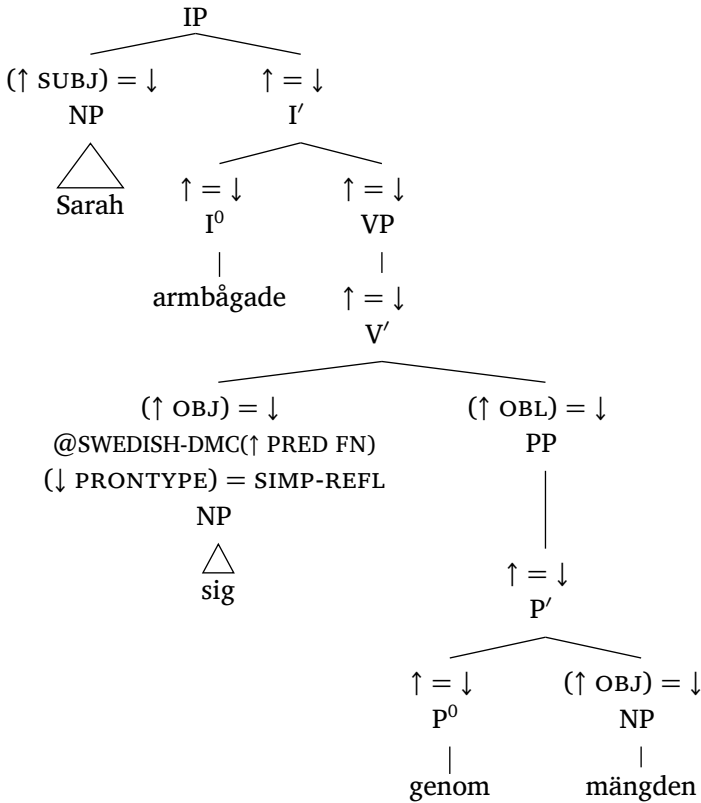 IP
(↑ SUBJ) = ↓ ↑ = ↓
NP I′
Sarah ↑ = ↓ ↑ = ↓
I⁰ VP
armbågade ↑ = ↓
V′
(↑ OBJ) = ↓ (↑ OBL) = ↓
@SWEDISH-DMC(↑ PRED FN) PP
(↓ PRONTYPE) = SIMP-REFL
NP
sig ↑ = ↓
P′
↑ = ↓ (↑ OBJ) = ↓
P⁰ NP
genom mängden